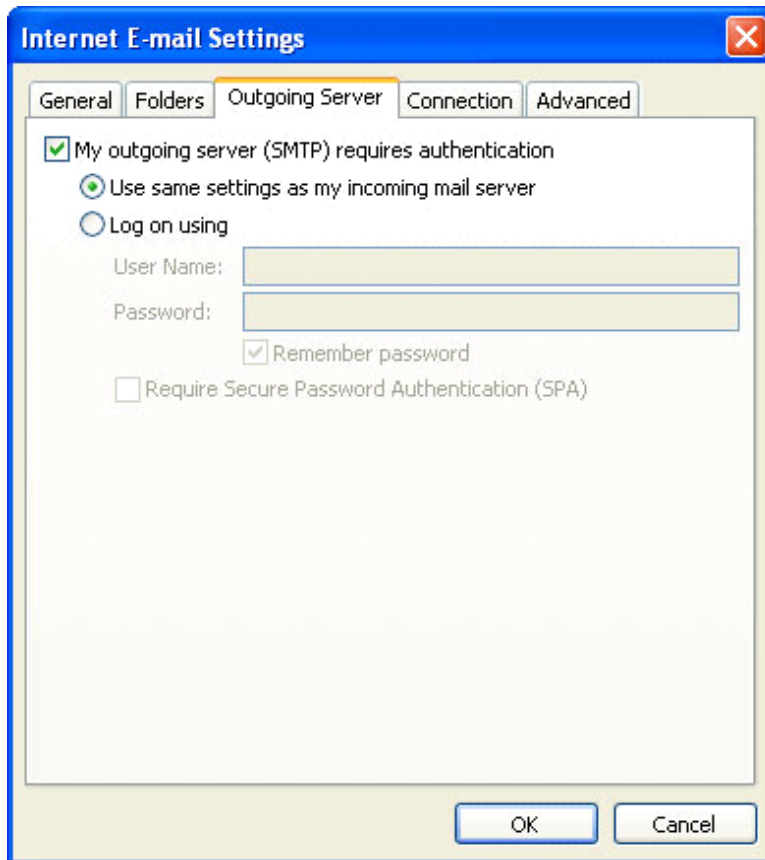 Internet E-mail Settings
General Folders Outgoing Server Connection Advanced
My outgoing server (SMTP) requires authentication
Use same settings as my incoming mail server
Log on using
User Name:
Password:
Remember password
Require Secure Password Authentication (SPA)
OK Cancel